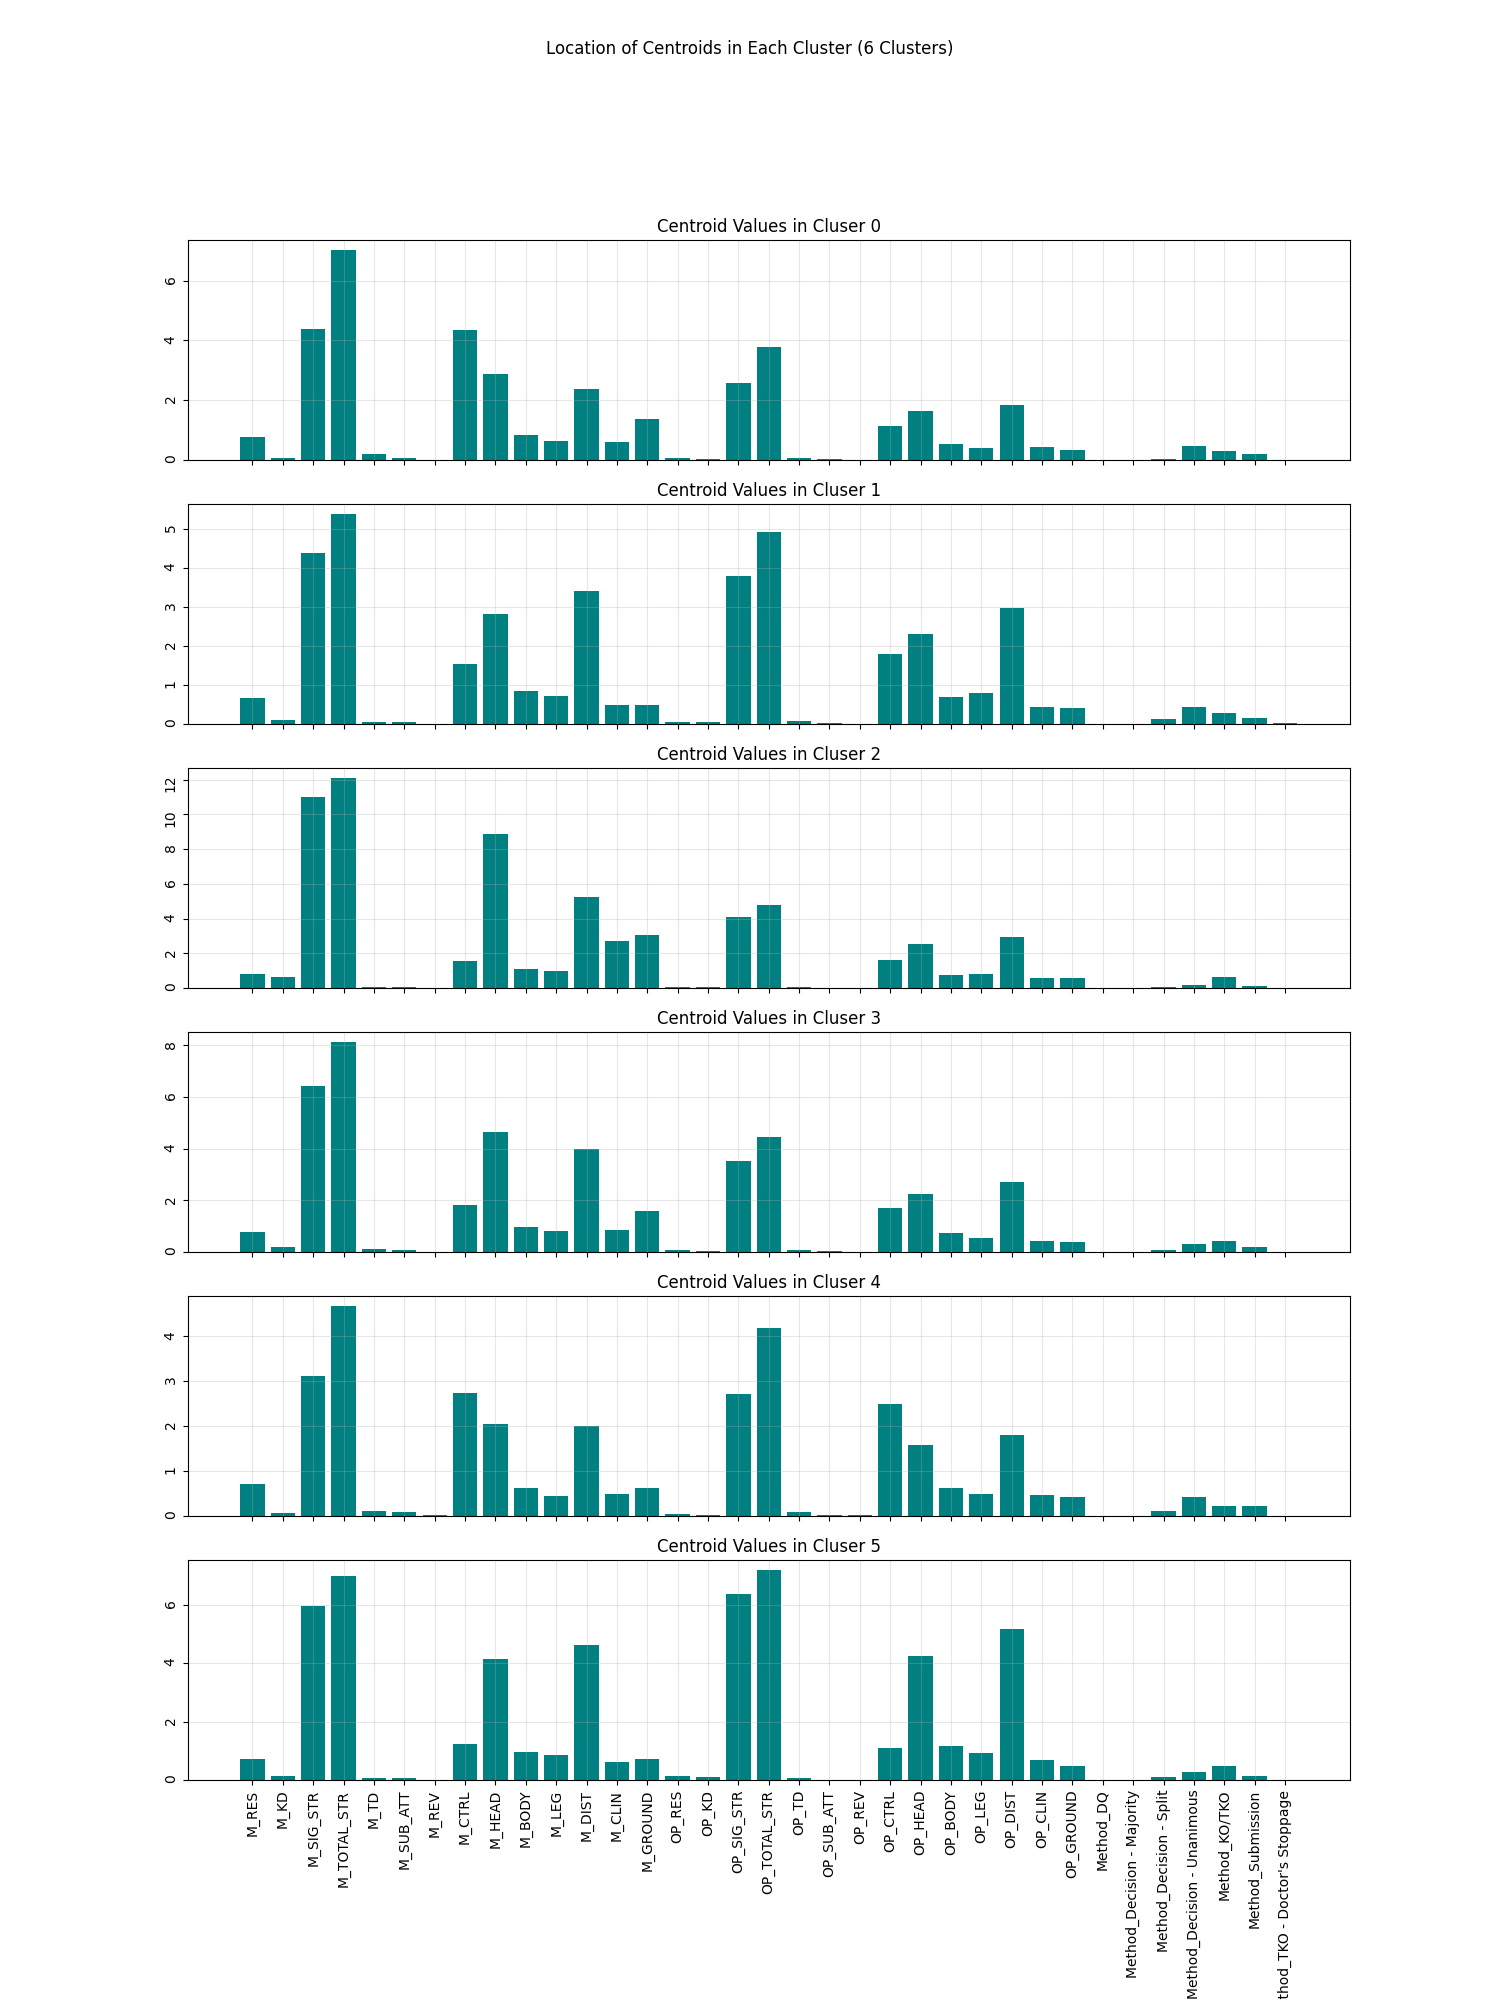 Location of Centroids in Each Cluster (6 Clusters)
Centroid Values in Cluser 0
6
4
2
0
Centroid Values in Cluser 1
5
4
3
2
1
0
Centroid Values in Cluser 2
12
10
8
6
4
2
0
Centroid Values in Cluser 3
8
6
4
2
0
Centroid Values in Cluser 4
4
3
2
1
0
Centroid Values in Cluser 5
6
4
2
0
M_RES
M_KD
M_SIG_STR
M_TOTAL_STR
M_TD
M_SUB_ATT
M_REV
M_CTRL
M_HEAD
M_BODY
M_LEG
M_DIST
M_CLIN
M_GROUND
OP_RES
OP_KD
OP_SIG_STR
OP_TOTAL_STR
OP_TD
OP_SUB_ATT
OP_REV
OP_CTRL
OP_HEAD
OP_BODY
OP_LEG
OP_DIST
OP_CLIN
OP_GROUND
Method_DQ
Method_Decision - Majority
Method_Decision - Split
Method_Decision - Unanimous
Method_KO/TKO
Method_Submission
thod_TKO - Doctor's Stoppage